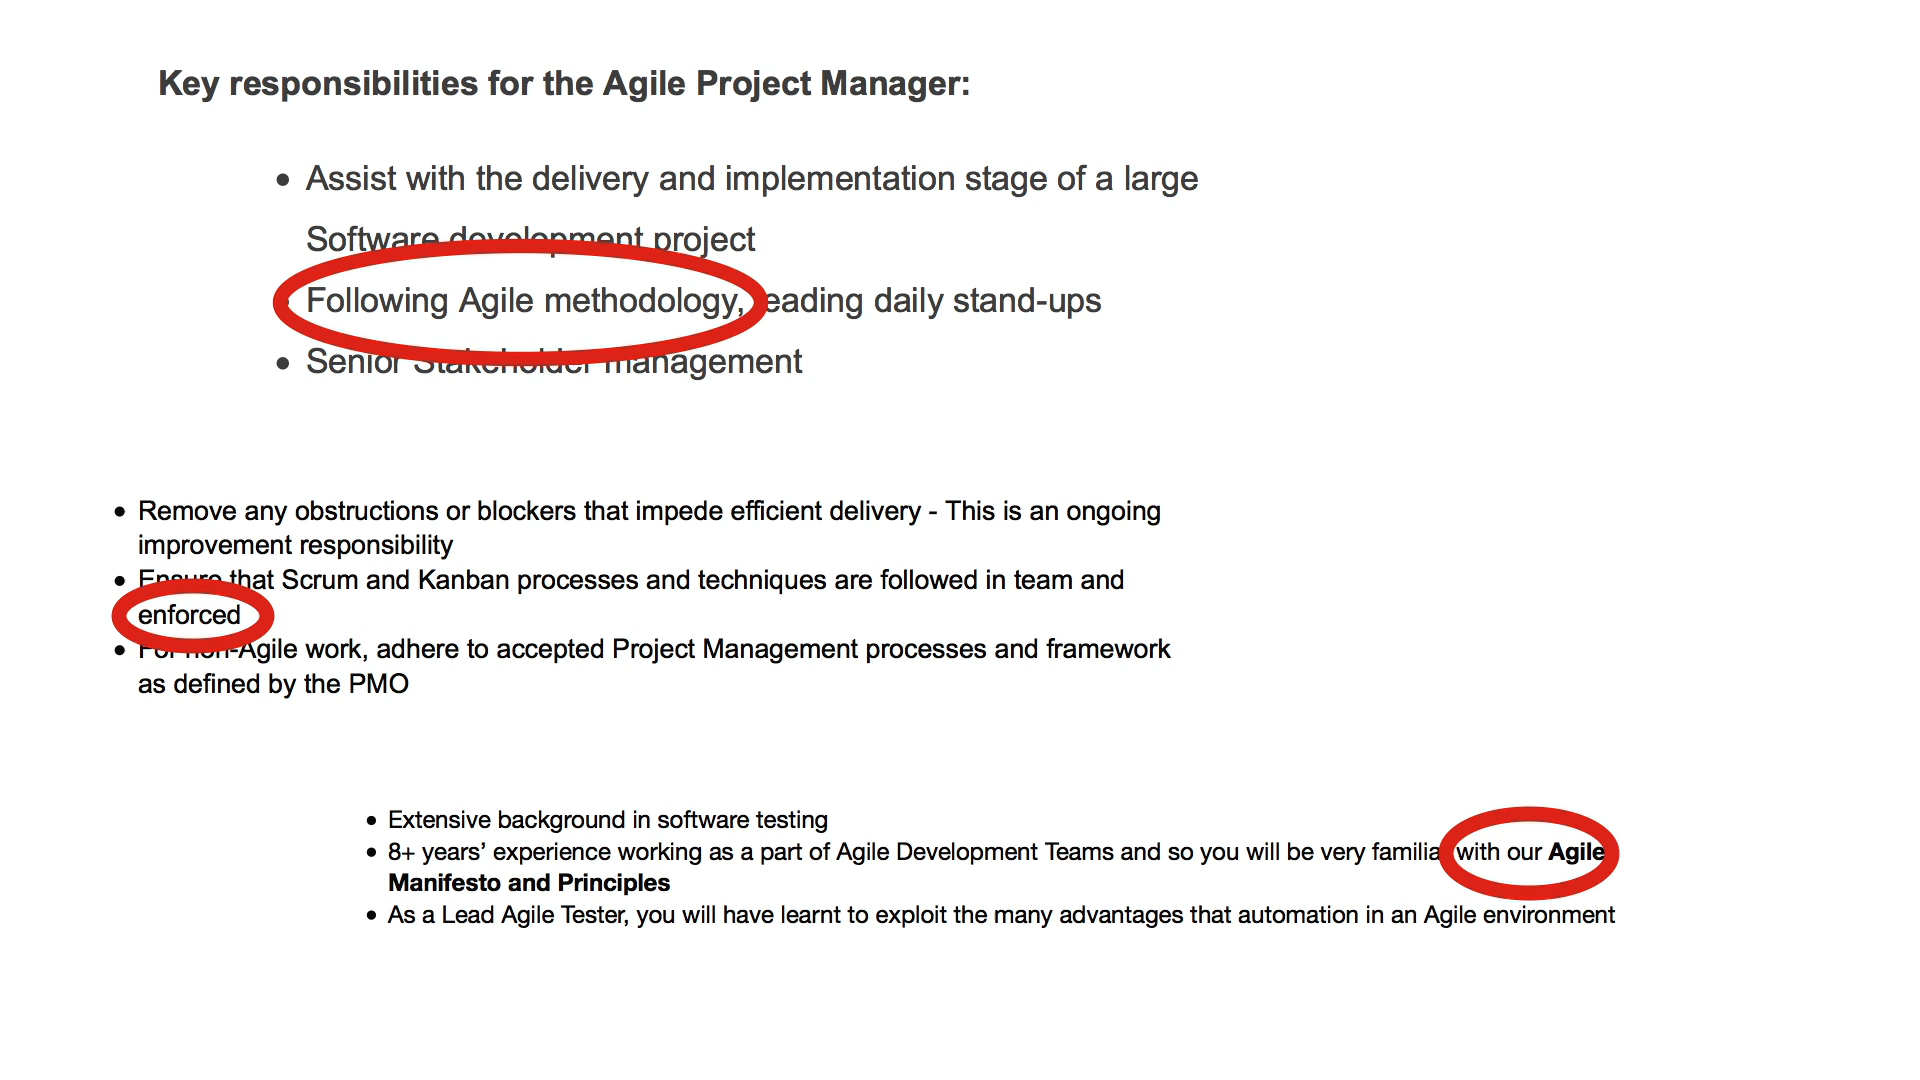 Key responsibilities for the Agile Project Manager:
• Assist with the delivery and implementation stage of a large
Software development project
• Following Agile methodology, leading daily stand-ups
• Senior Stakeholder management
• Remove any obstructions or blockers that impede efficient delivery - This is an ongoing
improvement responsibility
• Ensure that Scrum and Kanban processes and techniques are followed in team and
enforced
• For non-Agile work, adhere to accepted Project Management processes and framework
as defined by the PMO
• Extensive background in software testing
• 8+ years’ experience working as a part of Agile Development Teams and so you will be very familiar with our Agile
Manifesto and Principles
• As a Lead Agile Tester, you will have learnt to exploit the many advantages that automation in an Agile environment